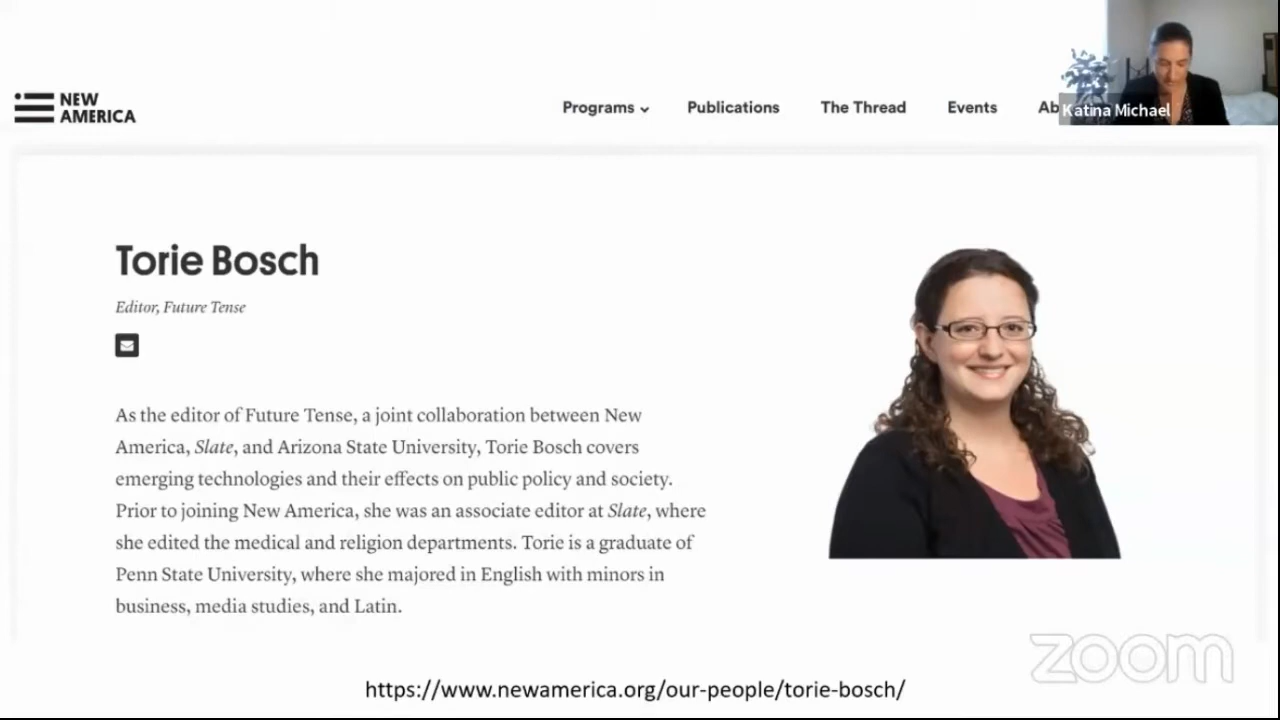 NEW
AMERICA
Programs
Publications
The Thread
Events
Ab
Katina Michael
Torie Bosch
Editor, Future Tense
As the editor of Future Tense, a joint collaboration between New
America, Slate, and Arizona State University, Torie Bosch covers
emerging technologies and their effects on public policy and society.
Prior to joining New America, she was an associate editor at Slate, where
she edited the medical and religion departments. Torie is a graduate of
Penn State University, where she majored in English with minors in
business, media studies, and Latin.
zoom
https://www.newamerica.org/our-people/torie-bosch/